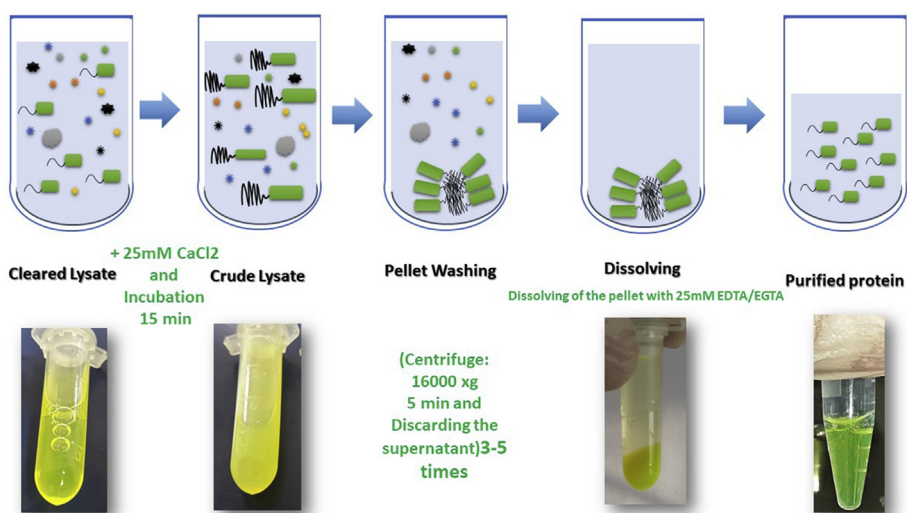 Cleared Lysate
+ 25mM CaCl2
and
Incubation
15 min
Crude Lysate
Pellet Washing
(Centrifuge:
16000 xg
5 min and
Discarding the
supernatant)3-5
times
Dissolving
Dissolving of the pellet with 25mM EDTA/EGTA
Purified protein